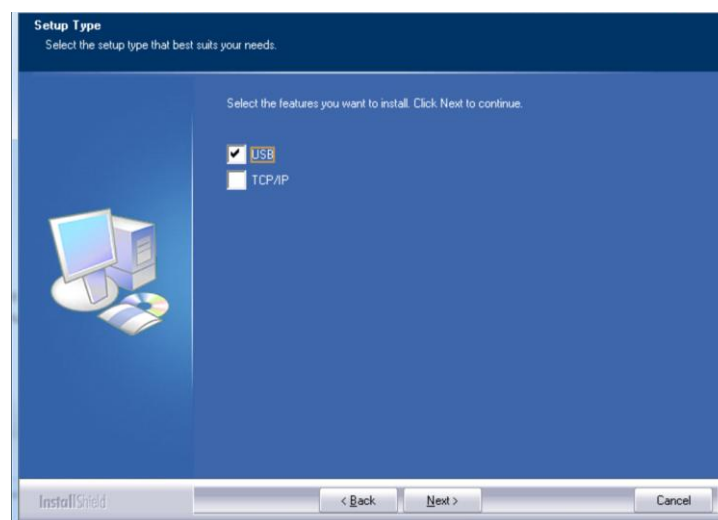 Setup Type
Select the setup type that best suits your needs.
Select the features you want to install. Click Next to continue.
USB
TCP/IP
InstallShield
< Back
Next >
Cancel